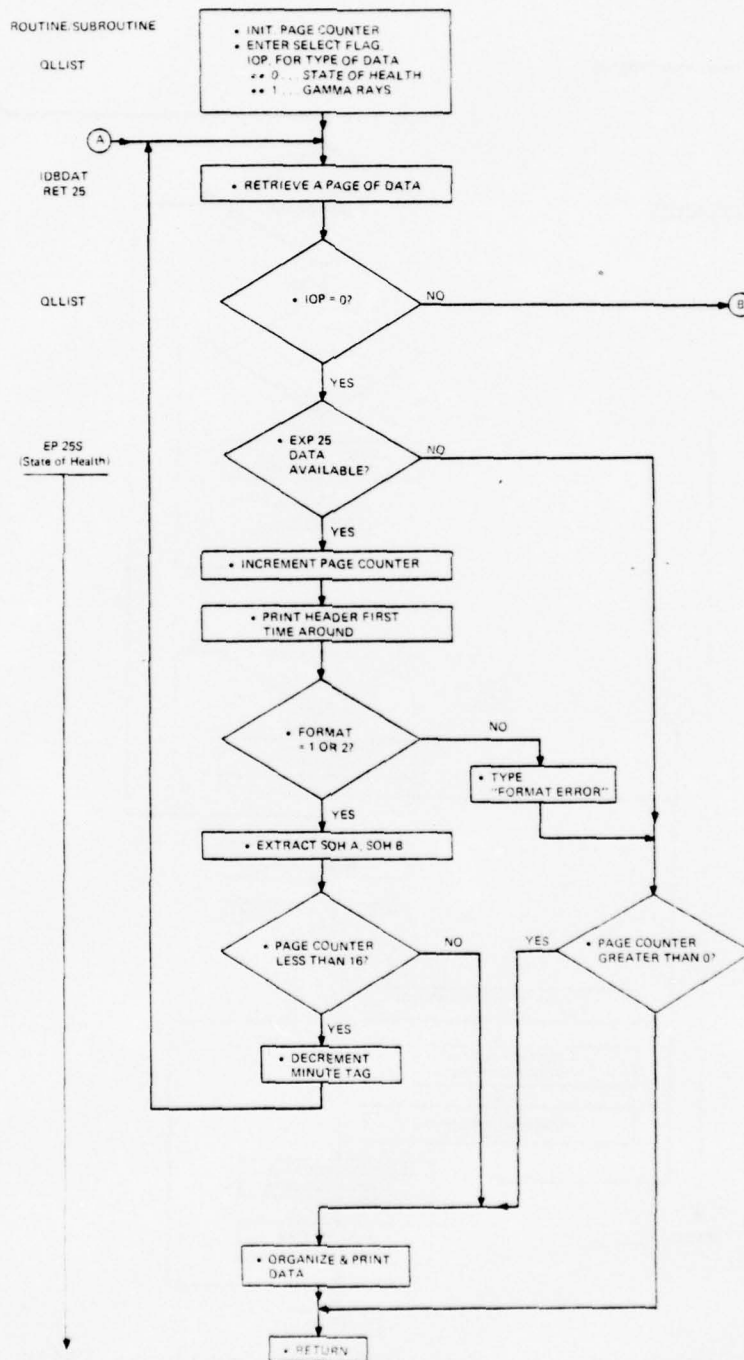 ROUTINE SUBROUTINE
QLLIST
• INIT. PAGE COUNTER
• ENTER SELECT FLAG,
IOP, FOR TYPE OF DATA
•• 0... STATE OF HEALTH
•• 1... GAMMA RAYS
A
IDBDAT
RET 25
• RETRIEVE A PAGE OF DATA
QLLIST
• IOP = 0?
NO
B
YES
EP 25S
(State of Health)
• EXP 25
DATA
AVAILABLE?
NO
YES
• INCREMENT PAGE COUNTER
• PRINT HEADER FIRST
TIME AROUND
• FORMAT
= 1 OR 2?
NO
• TYPE
"FORMAT ERROR"
YES
• EXTRACT SOH A, SOH B
• PAGE COUNTER
LESS THAN 16?
NO
YES
• PAGE COUNTER
GREATER THAN 0?
YES
• DECREMENT
MINUTE TAG
• ORGANIZE & PRINT
DATA
• RETURN